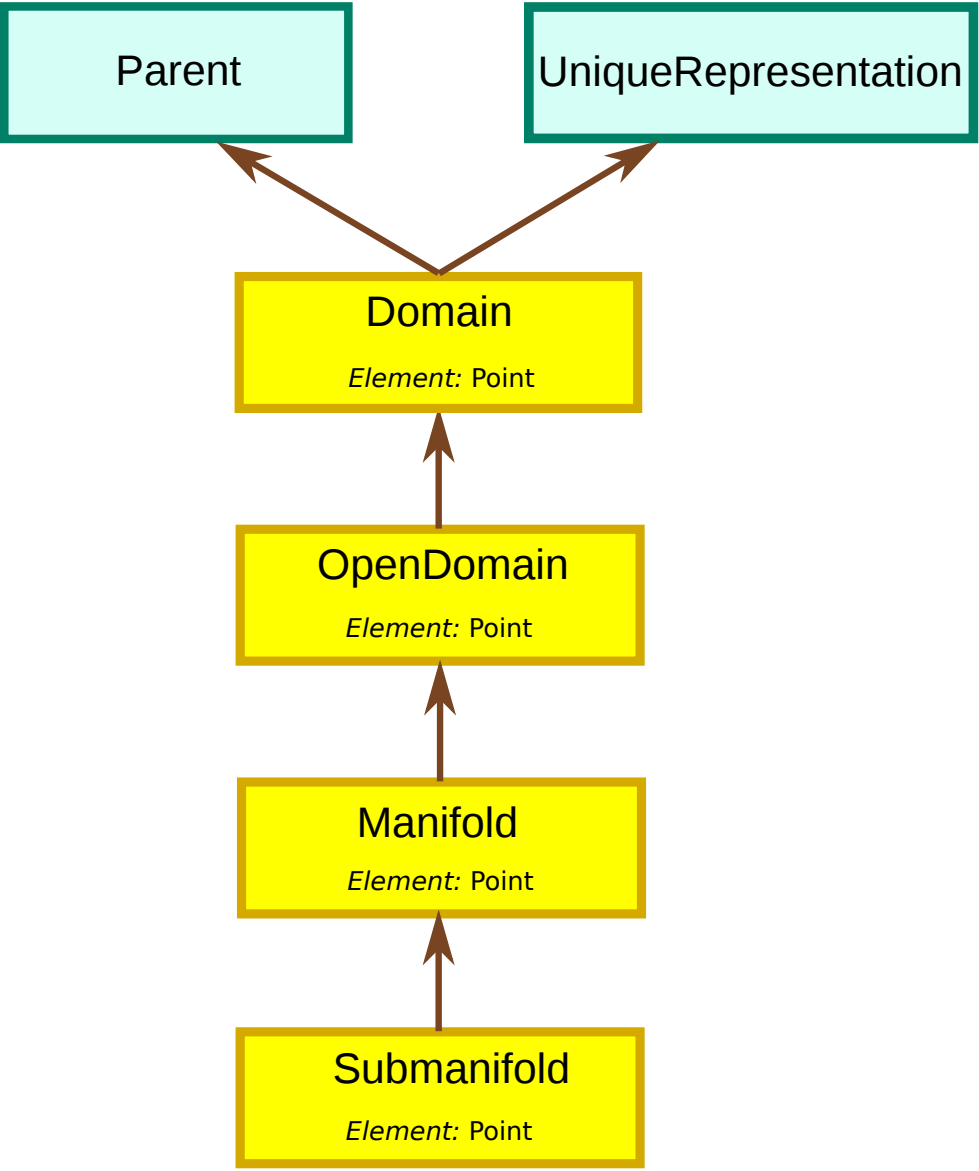 Parent
UniqueRepresentation
Domain
Element: Point
OpenDomain
Element: Point
Manifold
Element: Point
Submanifold
Element: Point